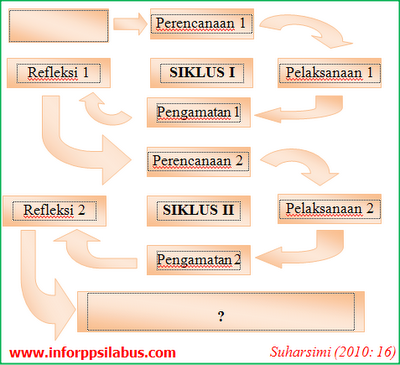 Perencanaan 1
Refleksi 1
SIKLUS I
Pelaksanaan 1
Pengamatan 1
Perencanaan 2
Refleksi 2
SIKLUS II
Pelaksanaan 2
Pengamatan 2
?
www.inforppsilabus.com
Suharsimi (2010: 16)